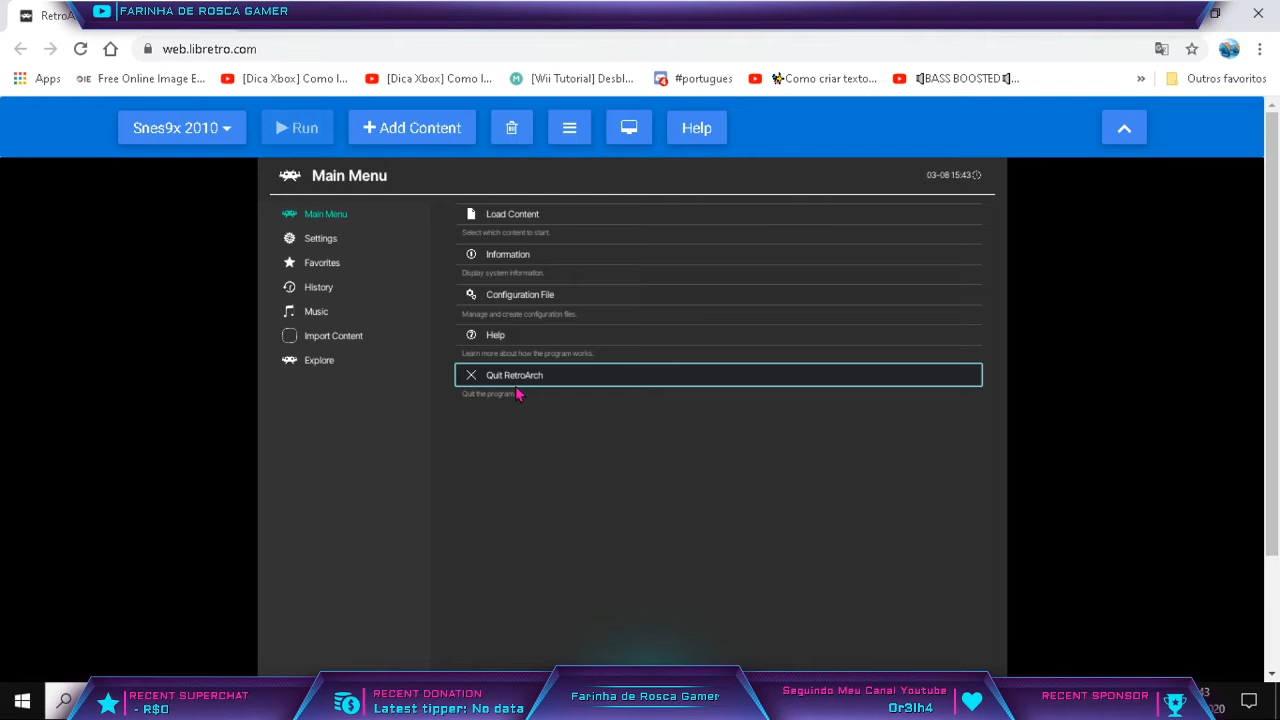 FARINHA DE ROSCA GAMER
RetroA
web.libretro.com
Apps
Free Online Image E...
[Dica Xbox] Como I...
[Dica Xbox] Como I...
[Wii Tutorial] Desbl...
#portugues
Como criar texto...
BASS BOOSTED
»
Outros favoritos
Snes9x 2010
Run
+ Add Content
Help
Main Menu
03-08 15:43
Main Menu
Settings
Favorites
History
Music
Import Content
Explore
Load Content
Select which content to start.
Information
Display system information.
Configuration File
Manage and create configuration files.
Help
Learn more about how the program works.
Quit RetroArch
Quit the program
RECENT SUPERCHAT
- R$0
RECENT DONATION
Latest tipper: No data
Farinha de Rosca Gamer
Seguindo Meu Canal Youtube
0r3lh4
RECENT SPONSOR